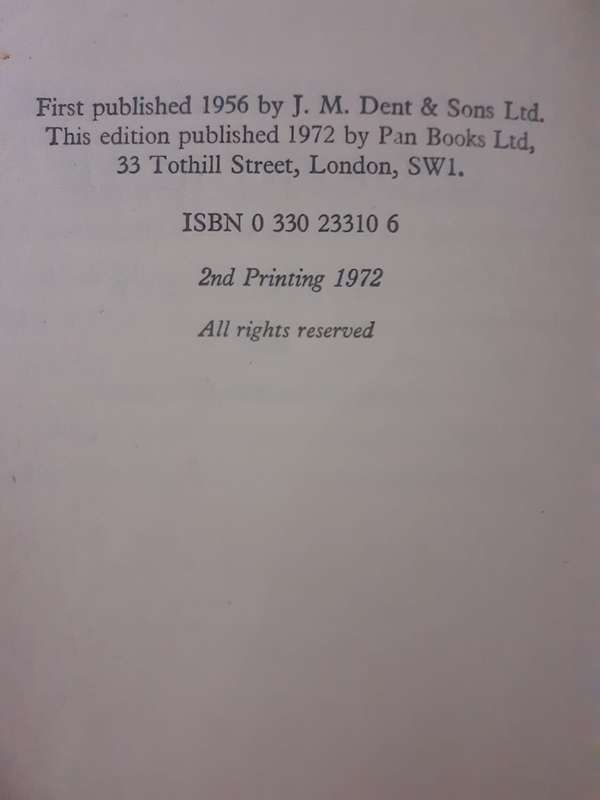 First published 1956 by J. M. Dent & Sons Ltd.
This edition published 1972 by Pan Books Ltd,
33 Tothill Street, London, SW1.
ISBN 0 330 23310 6
2nd Printing 1972
All rights reserved